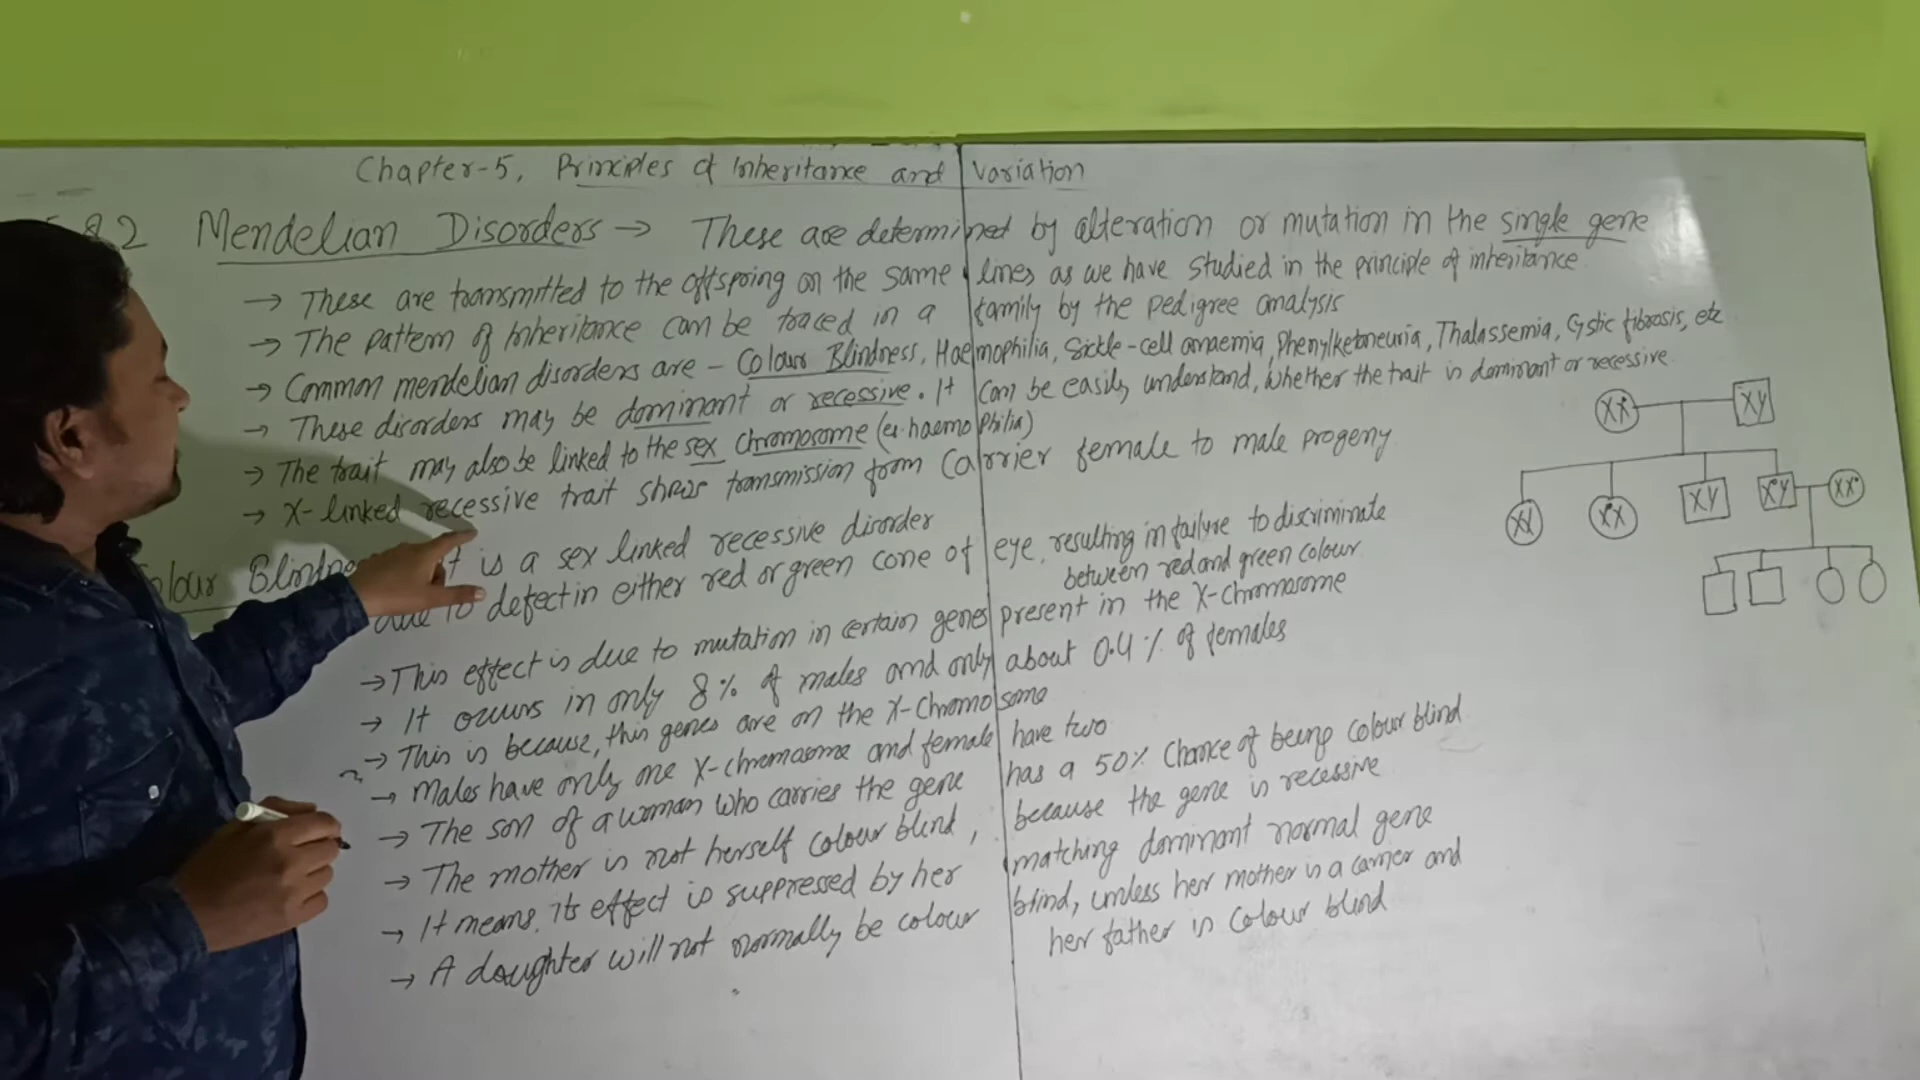 Chapter-5, Principles of Inheritance and Variation
8.2 Mendelian Disorders → These are determined by alteration or mutation in the single gene
→ These are transmitted to the offspring on the same lines as we have studied in the principle of inheritance
→ The pattern of Inheritance can be traced in a family by the pedigree analysis
→ Common mendelian disorders are - Colour Blindness, Haemophilia, Sickle-cell anaemia, Phenylketoneuria, Thalassemia, Cystic fibrosis, etc
→ These disorders may be dominant or recessive. It can be easily understand, whether the trait is dominant or recessive
→ The trait may also be linked to the sex chromosome (ex. haemophilia)
→ X-linked recessive trait shows transmission from carrier female to male progeny
olour Blindne t is a sex linked recessive disorder
due to defect in either red or green cone of eye, resulting in failure to discriminate
between red and green colour
→ This effect is due to mutation in certain genes present in the X-chromosome
→ It occurs in only 8% of males and only about 0.4% of females
→ This is because, this genes are on the X-chromosome
→ Males have only one X-chromosome and female have two
→ The son of a woman who carries the gene has a 50% chance of being colour blind
→ The mother is not herself colour blind, because the gene is recessive
→ It means, its effect is suppressed by her matching dominant normal gene
→ A daughter will not normally be colour blind, unless her mother is a carrier and
her father is colour blind
XX XY
XX XX XY XY XX